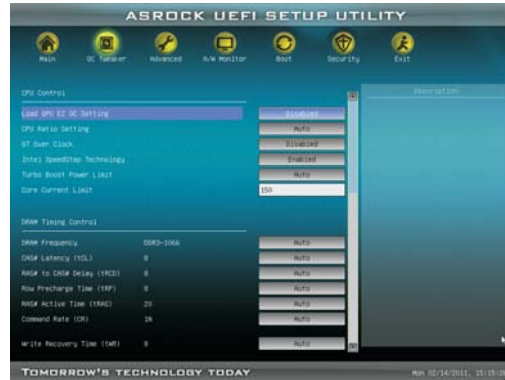 ASROCK UEFI SETUP UTILITY
Main
OC Tweaker
Advanced
H/W Monitor
Boot
Security
Exit
CPU Control
Description
Load GPU EZ OC Setting Disabled
CPU Ratio Setting Auto
GT Over Clock Disabled
Intel SpeedStep Technology Enabled
Turbo Boost Power Limit Auto
Core Current Limit 150
DRAM Timing Control
DRAM Frequency DDR3-1066 Auto
CAS# Latency (tCL) 8 Auto
RAS# to CAS# Delay (tRCD) 8 Auto
Row Precharge Time (tRP) 8 Auto
RAS# Active Time (tRAS) 20 Auto
Command Rate (CR) 1N Auto
Write Recovery Time (tWR) 8 Auto
TOMORROW'S TECHNOLOGY TODAY
Mon 02/14/2011, 15:15:28